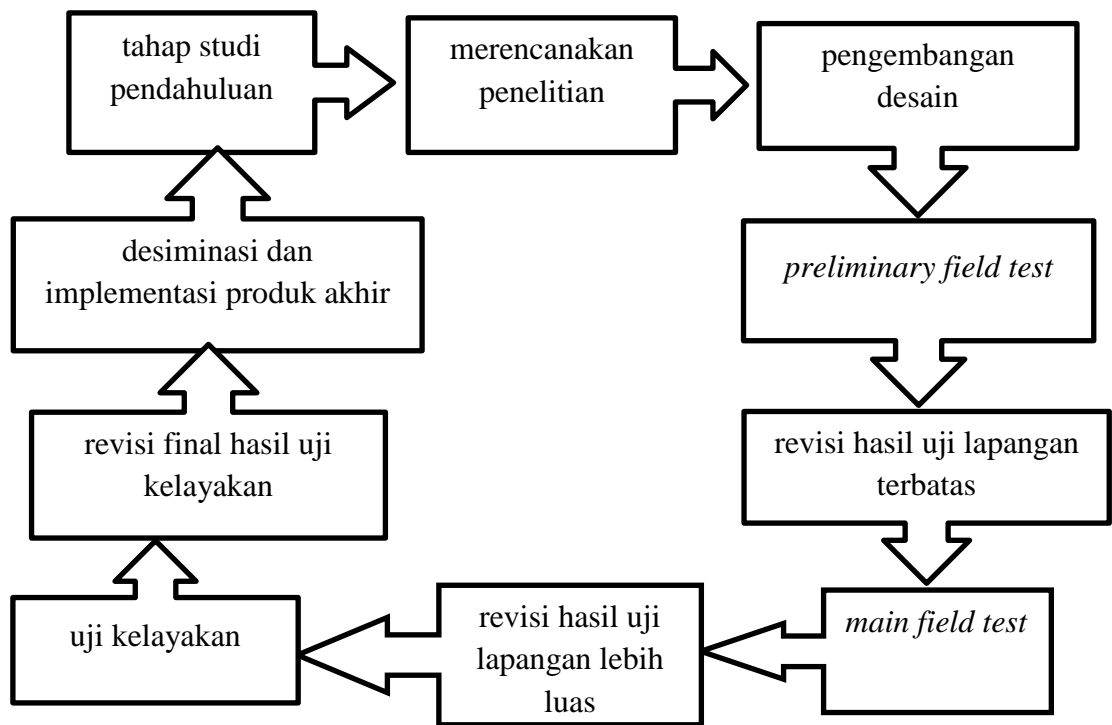 tahap studi
pendahuluan
merencanakan
penelitian
pengembangan
desain
preliminary field test
revisi hasil uji lapangan
terbatas
main field test
revisi hasil uji
lapangan lebih
luas
uji kelayakan
revisi final hasil uji
kelayakan
desiminasi dan
implementasi produk akhir